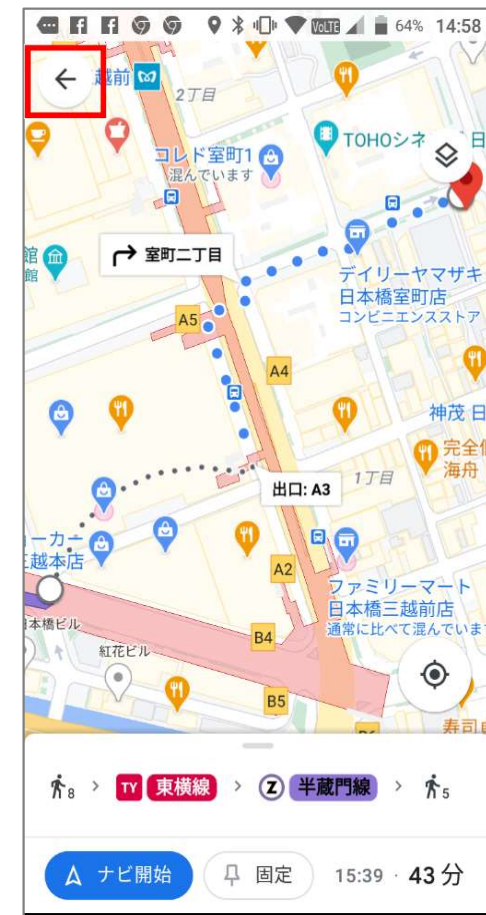 64% 14:58
越前
2丁目
コレド室町1
混んでいます
TOHOシネ
日
館
館
室町二丁目
デイリーヤマザキ
日本橋室町店
コンビニエンスストア
A5
A4
神茂 日
完全個
海舟
1丁目
出口: A3
ーカー
越本店
A2
ファミリーマート
日本橋三越前店
通常に比べて混んでいま
本橋ビル
紅花ビル
B4
B5
寿司
8 > TY 東横線 > Z 半蔵門線 > 5
ナビ開始 固定 15:39 · 43 分